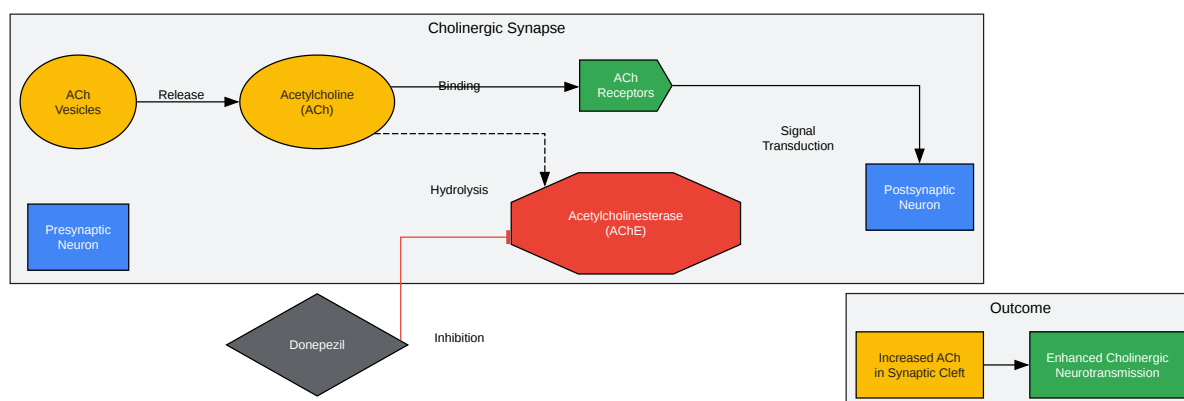 Cholinergic Synapse
ACh
Vesicles
Release
Acetylcholine
(ACh)
Binding
ACh
Receptors
Signal
Transduction
Hydrolysis
Postsynaptic
Neuron
Acetylcholinesterase
(AChE)
Presynaptic
Neuron
Donepezil
Inhibition
Outcome
Increased ACh
in Synaptic Cleft
Enhanced Cholinergic
Neurotransmission